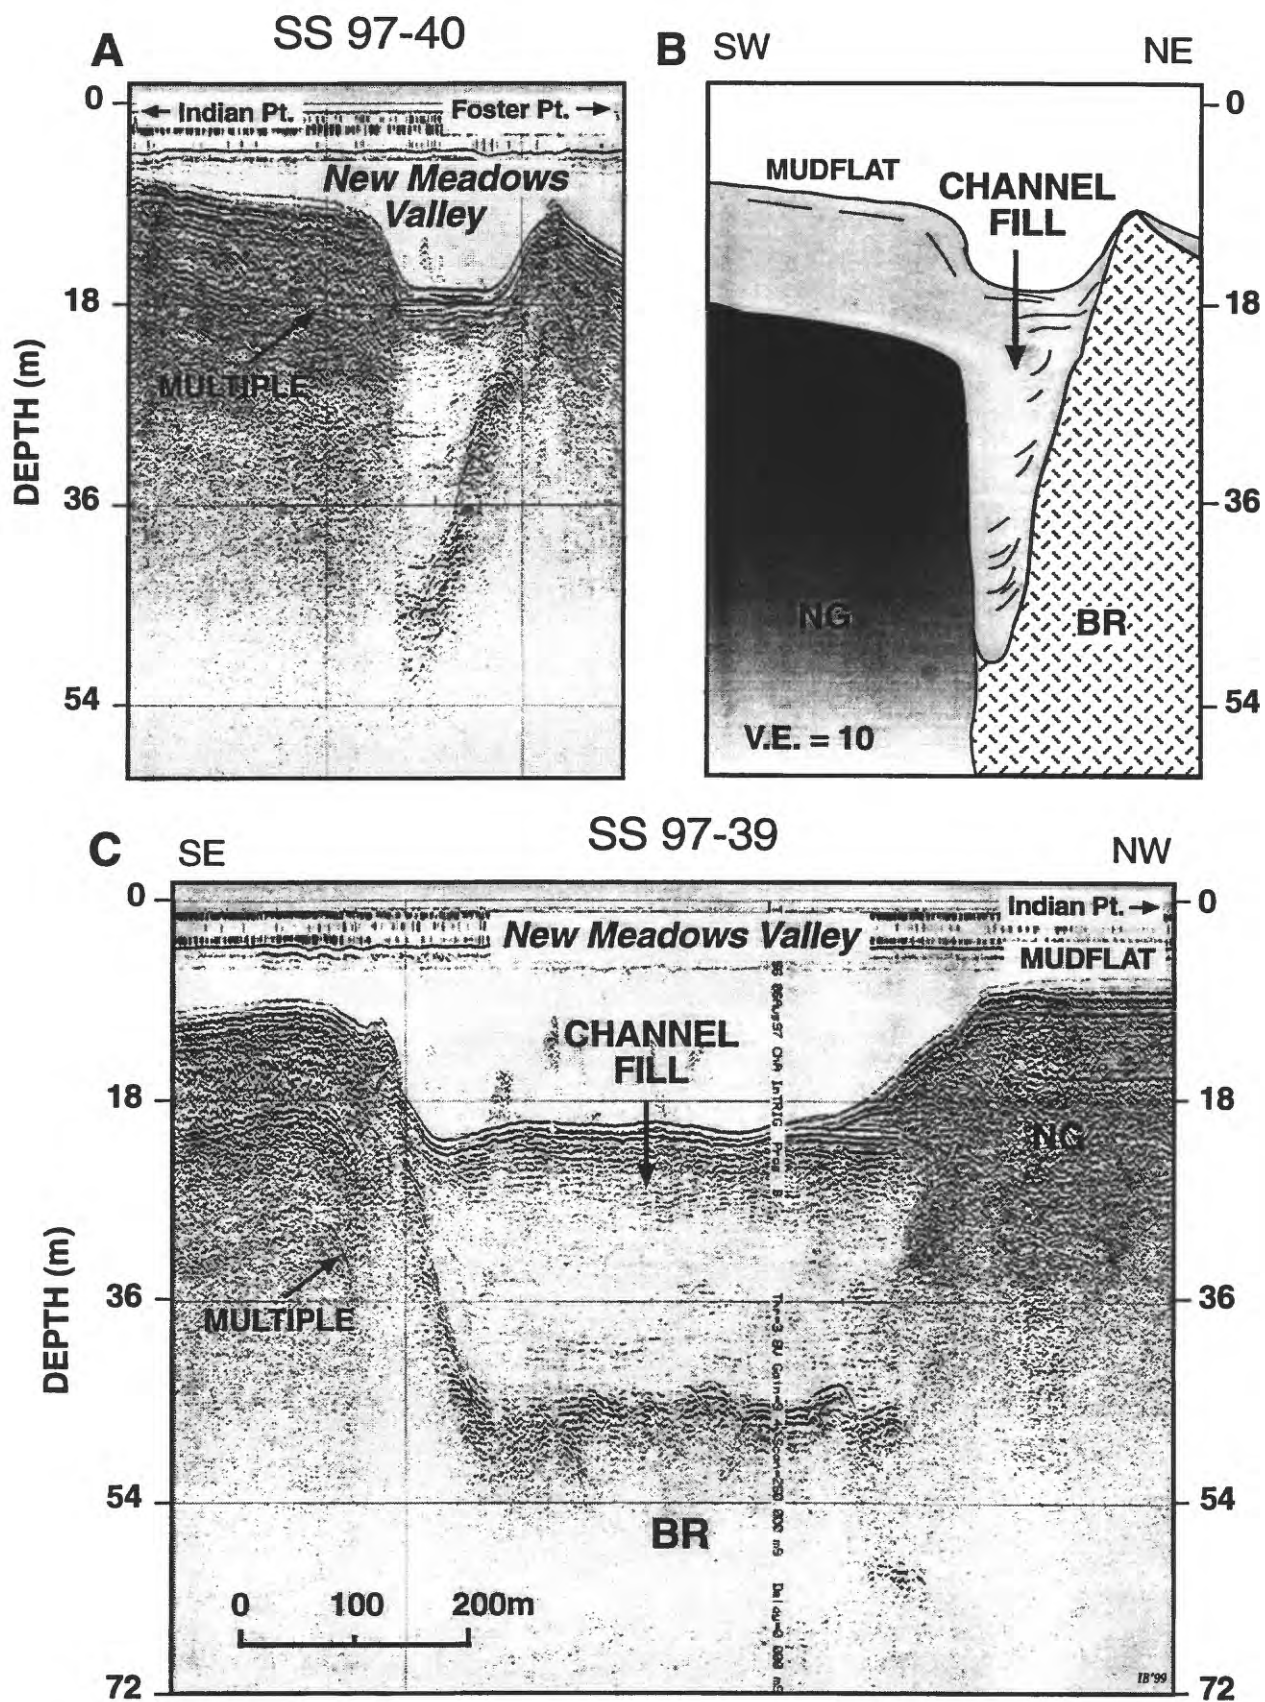 A SS 97-40
0
← Indian Pt. Foster Pt. →
New Meadows
Valley
18
MULTIPLE
DEPTH (m)
36
54
B SW NE
0
MUDFLAT
CHANNEL
FILL
18
36
NG
BR
54
V.E. = 10
C SE SS 97-39 NW
0 0
Indian Pt. →
New Meadows Valley
MUDFLAT
CHANNEL
FILL
18 18
NG
DEPTH (m)
MULTIPLE
36 36
54 54
BR
0 100 200m
72 72
IB'99